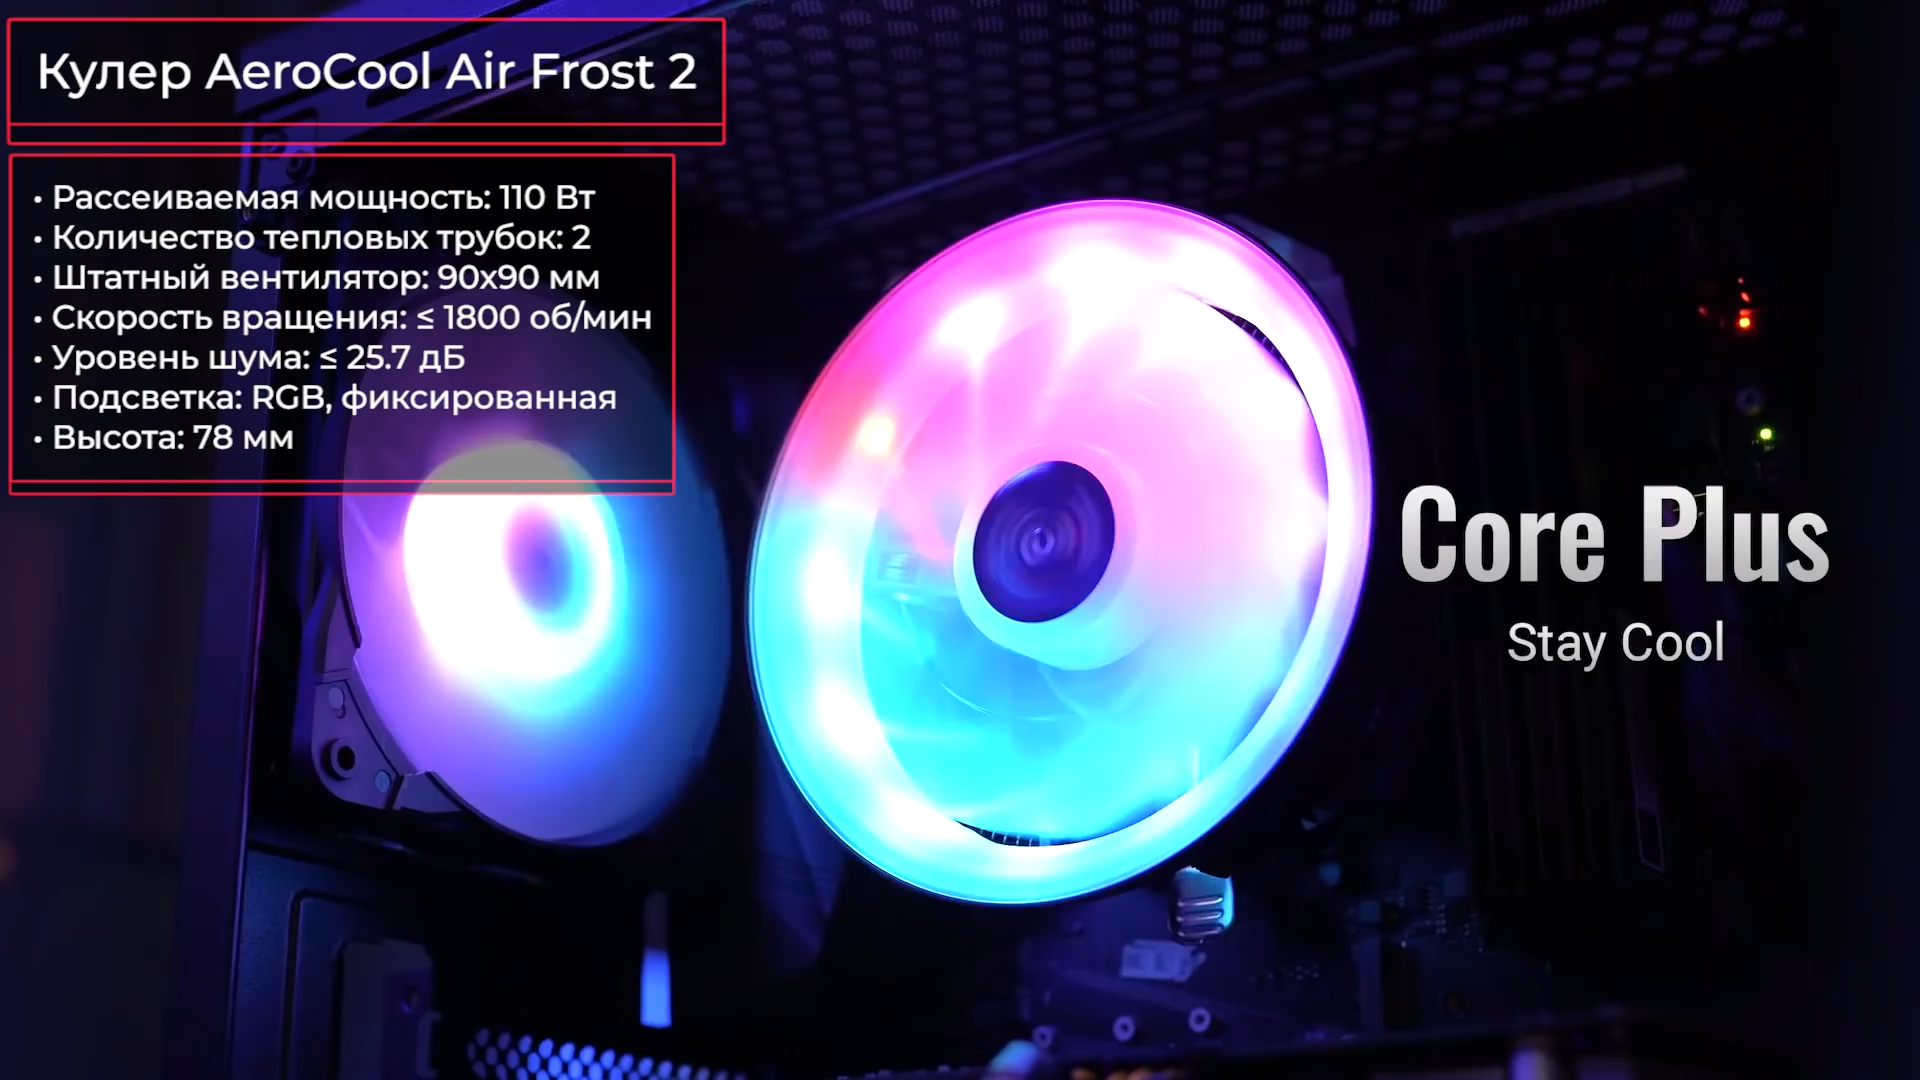 Кулер AeroCool Air Frost 2
• Рассеиваемая мощность: 110 Вт
• Количество тепловых трубок: 2
• Штатный вентилятор: 90x90 мм
• Скорость вращения: ≤ 1800 об/мин
• Уровень шума: ≤ 25.7 дБ
• Подсветка: RGB, фиксированная
• Высота: 78 мм
Core Plus
Stay Cool